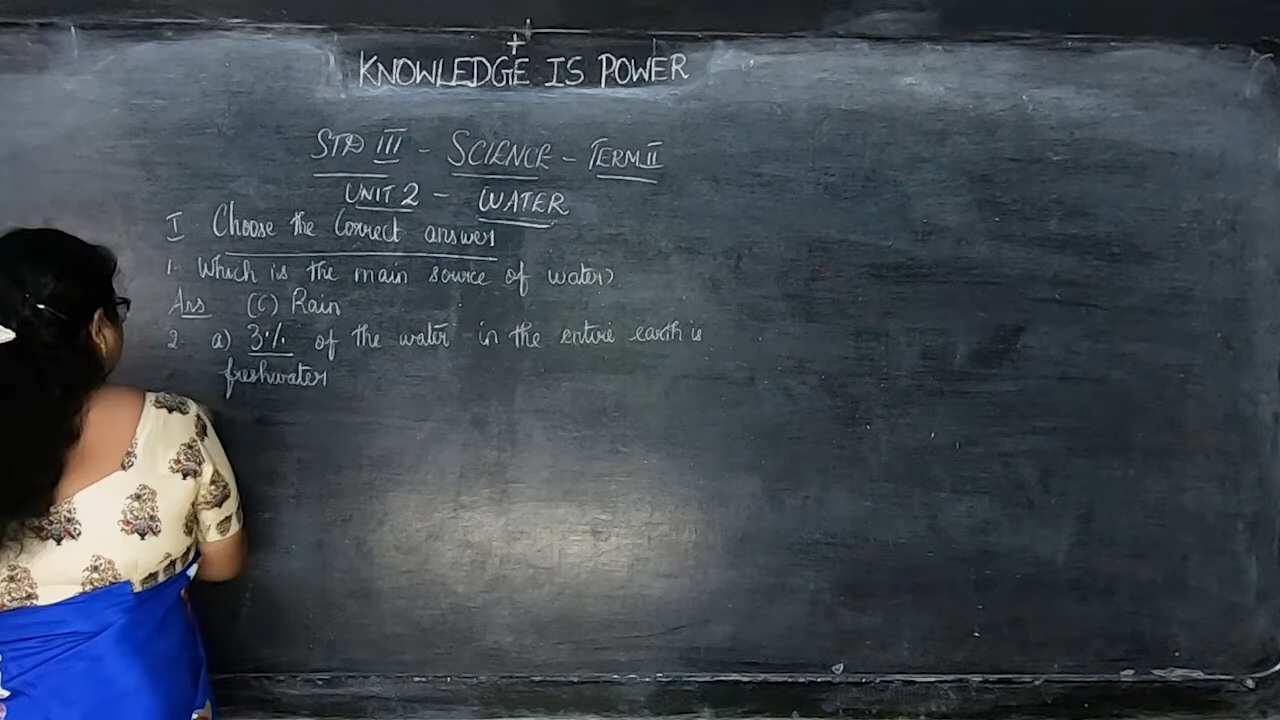 KNOWLEDGE IS POWER
STD III - SCIENCE - TERM II
UNIT 2 - WATER
I Choose the Correct answer
1. Which is the main source of water?
Ans (C) Rain
2. a) 3% of the water in the entire earth is
freshwater